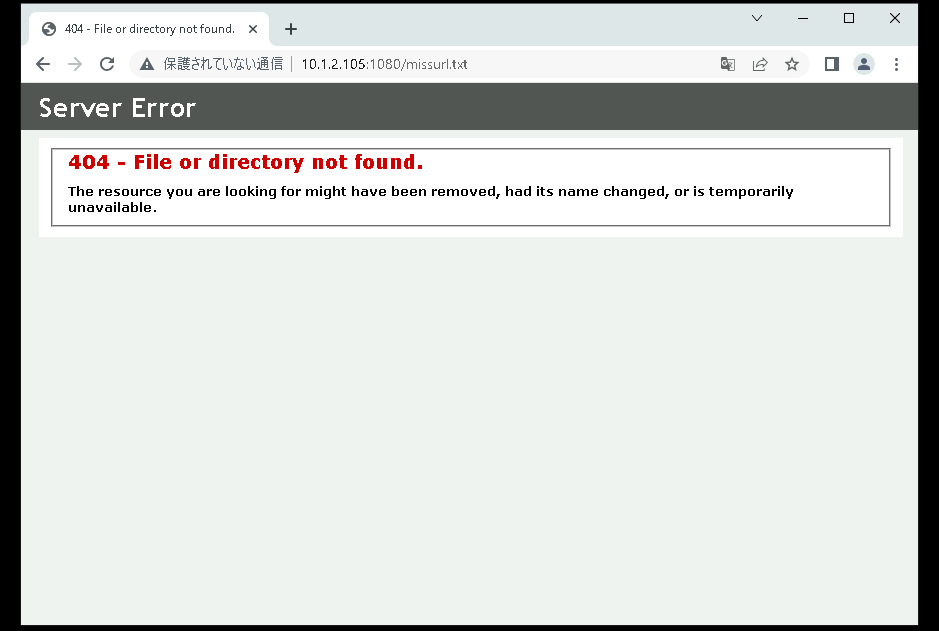 404 - File or directory not found.
保護されていない通信 10.1.2.105:1080/missurl.txt
Server Error
404 - File or directory not found.
The resource you are looking for might have been removed, had its name changed, or is temporarily
unavailable.